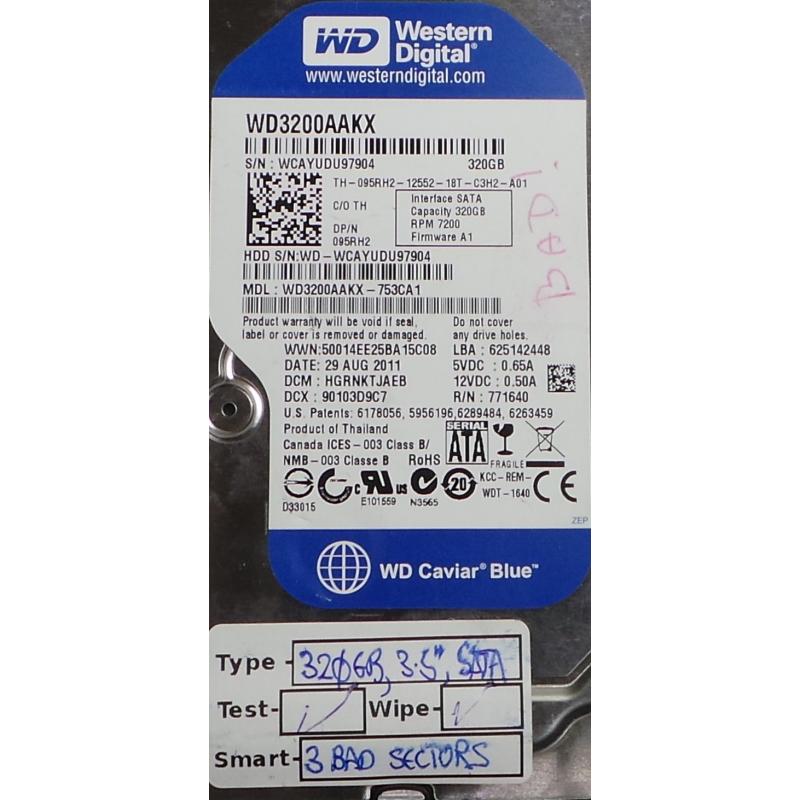 WD Western Digital®
www.westerndigital.com
WD3200AAKX
S/N : WCAYUDU97904 320GB
TH-095RH2-12552-18T-C3H2-A01
C/O TH
DP/N
095RH2
Interface SATA
Capacity 320GB
RPM 7200
Firmware A1
BAD!
HDD S/N:WD-WCAYUDU97904
MDL : WD3200AAKX-753CA1
Product warranty will be void if seal,
label or cover is removed or damaged.
Do not cover
any drive holes.
WWN:50014EE25BA15C08 LBA : 625142448
DATE: 29 AUG 2011 5VDC : 0.65A
DCM : HGRNKTJAEB 12VDC : 0.50A
DCX : 90103D9C7 R/N : 771640
U.S. Patents: 6178056, 5956196,6289484, 6263459
Product of Thailand
Canada ICES-003 Class B/
NMB-003 Classe B RoHS
SERIAL
ATA
FRAGILE
D33015
c UR us
E101559
N3565
20
KCC-REM-
WDT-1640
CE
ZEP
WD Caviar® Blue™
Type - 320GB, 3.5", SATA
Test-
Wipe-
Smart- 3 BAD SECTORS